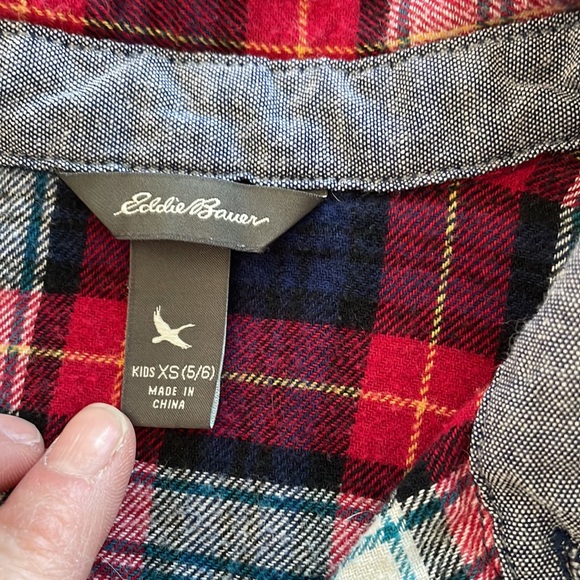 Eddie Bauer
KIDS XS (5/6)
MADE IN
CHINA